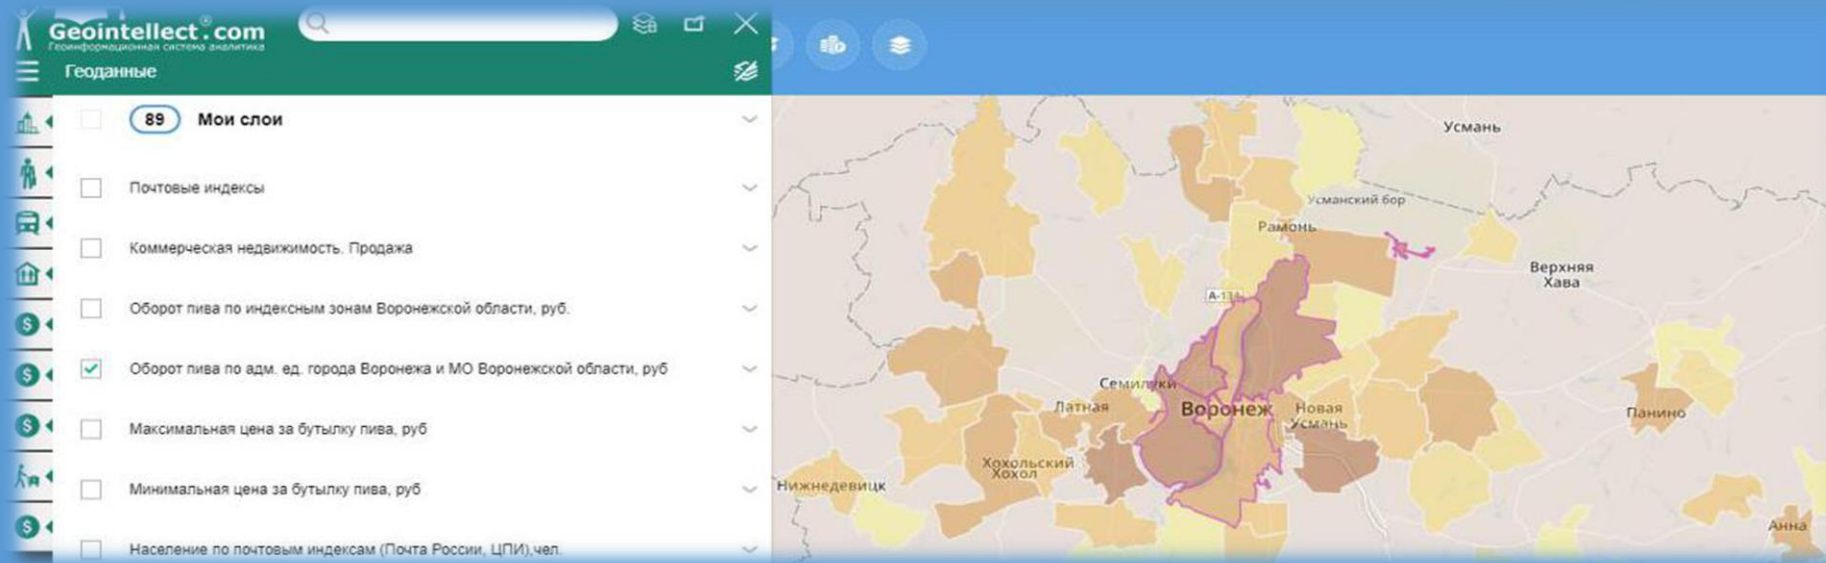 Geointellect®.com
Геоинформационная система аналитика
Геоданные
89 Мои слои
Почтовые индексы
Коммерческая недвижимость. Продажа
Оборот пива по индексным зонам Воронежской области, руб.
Оборот пива по адм. ед. города Воронежа и МО Воронежской области, руб
Максимальная цена за бутылку пива, руб
Минимальная цена за бутылку пива, руб
Население по почтовым индексам (Почта России, ЦПИ),чел.
Усмань
Усманский бор
Рамонь
Верхняя
Хава
А-134
Семилуки
Латная
Воронеж
Новая
Усмань
Панино
Хохольский
Хохол
Нижнедевицк
Анна